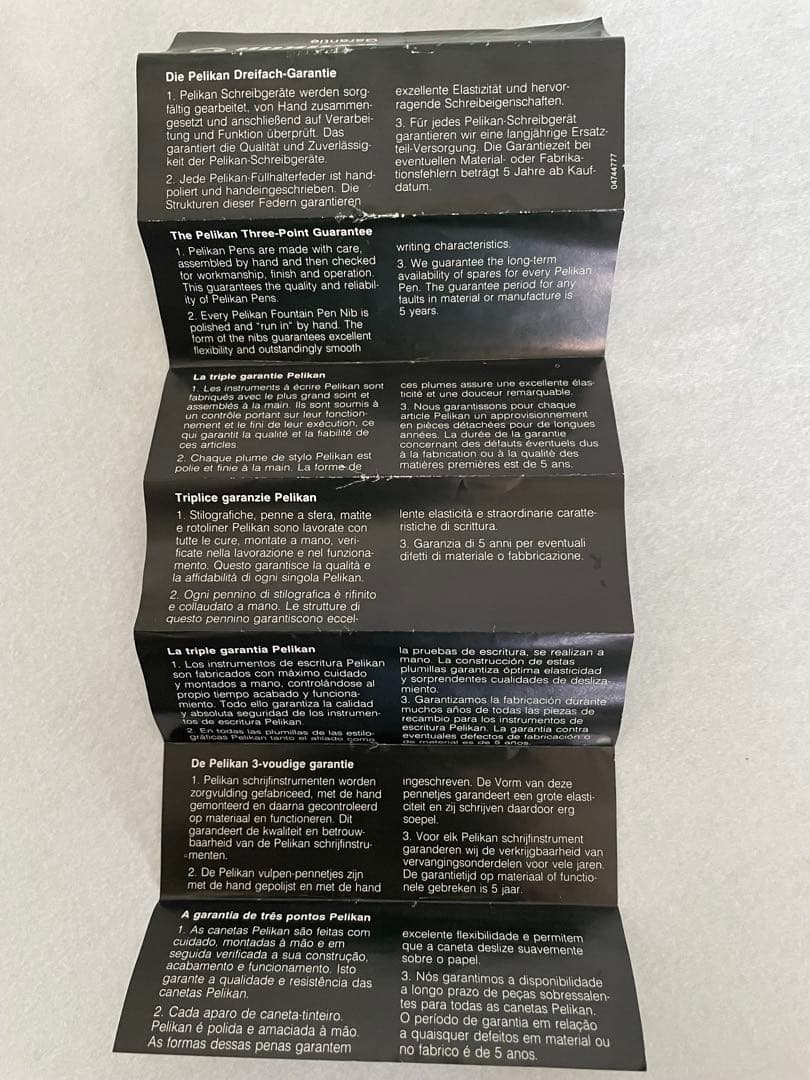 Garantie
Die Pelikan Dreifach-Garantie
1. Pelikan Schreibgeräte werden sorg-
fältig gearbeitet, von Hand zusammen-
gesetzt und anschließend auf Verarbei-
tung und Funktion überprüft. Das
garantiert die Qualität und Zuverlässig-
keit der Pelikan-Schreibgeräte.
2. Jede Pelikan-Füllhalterfeder ist hand-
poliert und handeingeschrieben. Die
Strukturen dieser Federn garantieren
exzellente Elastizität und hervor-
ragende Schreibeigenschaften.
3. Für jedes Pelikan-Schreibgerät
garantieren wir eine langjährige Ersatz-
teil-Versorgung. Die Garantiezeit bei
eventuellen Material- oder Fabrika-
tionsfehlern beträgt 5 Jahre ab Kauf-
datum.
04744777
The Pelikan Three-Point Guarantee
1. Pelikan Pens are made with care,
assembled by hand and then checked
for workmanship, finish and operation.
This guarantees the quality and reliabil-
ity of Pelikan Pens.
2. Every Pelikan Fountain Pen Nib is
polished and "run in" by hand. The
form of the nibs guarantees excellent
flexibility and outstandingly smooth
writing characteristics.
3. We guarantee the long-term
availability of spares for every Pelikan
Pen. The guarantee period for any
faults in material or manufacture is
5 years.
La triple garantie Pelikan
1. Les instruments à écrire Pelikan sont
fabriqués avec le plus grand soin et
assemblés à la main. Ils sont soumis à
un contrôle portant sur leur fonction-
nement et le fini de leur exécution, ce
qui garantit la qualité et la fiabilité de
ces articles.
2. Chaque plume de stylo Pelikan est
polie et finie à la main. La forme de
ces plumes assure une excellente élas-
ticité et une douceur remarquable.
3. Nous garantissons pour chaque
article Pelikan un approvisionnement
en pièces détachées pour de longues
années. La durée de la garantie
concernant des défauts éventuels dus
à la fabrication ou à la qualité des
matières premières est de 5 ans.
Triplice garanzie Pelikan
1. Stilografiche, penne a sfera, matite
e rotoliner Pelikan sono lavorate con
tutte le cure, montate a mano, veri-
ficate nella lavorazione e nel funziona-
mento. Questo garantisce la qualità e
la affidabilità di ogni singola Pelikan.
2. Ogni pennino di stilografica è rifinito
e collaudato a mano. Le strutture di
questo pennino garantiscono eccel-
lente elasticità e straordinarie caratte-
ristiche di scrittura.
3. Garanzia di 5 anni per eventuali
difetti di materiale o fabbricazione.
La triple garantia Pelikan
1. Los instrumentos de escritura Pelikan
son fabricados con máximo cuidado
y montados a mano, controlándose al
propio tiempo acabado y funciona-
miento. Todo ello garantiza la calidad
y absoluta seguridad de los instrumen-
tos de escritura Pelikan.
2. En todas las plumillas de las estilo-
gráficas Pelikan tanto el afilado como
la pruebas de escritura, se realizan a
mano. La construcción de estas
plumillas garantiza óptima elasticidad
y sorprendentes cualidades de desliza-
miento.
3. Garantizamos la fabricación durante
muchos años de todas las piezas de
recambio para los instrumentos de
escritura Pelikan. La garantía contra
eventuales defectos de fabricación o
de material es de 5 años.
De Pelikan 3-voudige garantie
1. Pelikan schrijfinstrumenten worden
zorgvulding gefabriceerd, met de hand
gemonteerd en daarna gecontroleerd
op materiaal en functioneren. Dit
garandeert de kwaliteit en betrouw-
baarheid van de Pelikan schrijfinstru-
menten.
2. De Pelikan vulpen-pennetjes zijn
met de hand gepolijst en met de hand
ingeschreven. De Vorm van deze
pennetjes garandeert een grote elasti-
citeit en zij schrijven daardoor erg
soepel.
3. Voor elk Pelikan schrijfinstrument
garanderen wij de verkrijgbaarheid van
vervangingsonderdelen voor vele jaren.
De garantietijd op materiaal of functio-
nele gebreken is 5 jaar.
A garantia de três pontos Pelikan
1. As canetas Pelikan são feitas com
cuidado, montadas à mão e em
seguida verificada a sua construção,
acabamento e funcionamento. Isto
garante a qualidade e resistência das
canetas Pelikan.
2. Cada aparo de caneta-tinteiro.
Pelikan é polida e amaciada à mão.
As formas dessas penas garantem
excelente flexibilidade e permitem
que a caneta deslize suavemente
sobre o papel.
3. Nós garantimos a disponibilidade
a longo prazo de peças sobressalen-
tes para todas as canetas Pelikan.
O período de garantia em relação
a quaisquer defeitos em material ou
no fabrico é de 5 anos.